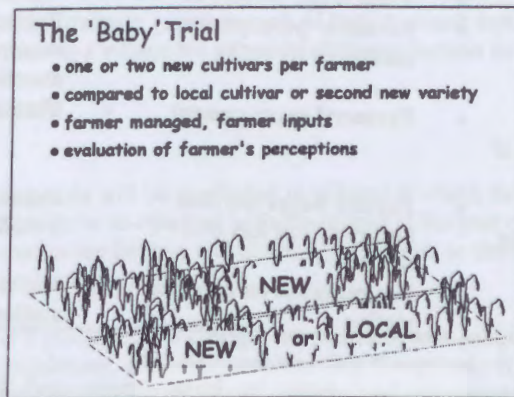 The Baby' Trial
• one or two new cultivars per farmer
• compared to local cultivar or second new variety
• farmer managed, farmer inputs
• evaluation of farmer's perceptions
NEW
NEW or LOCAL